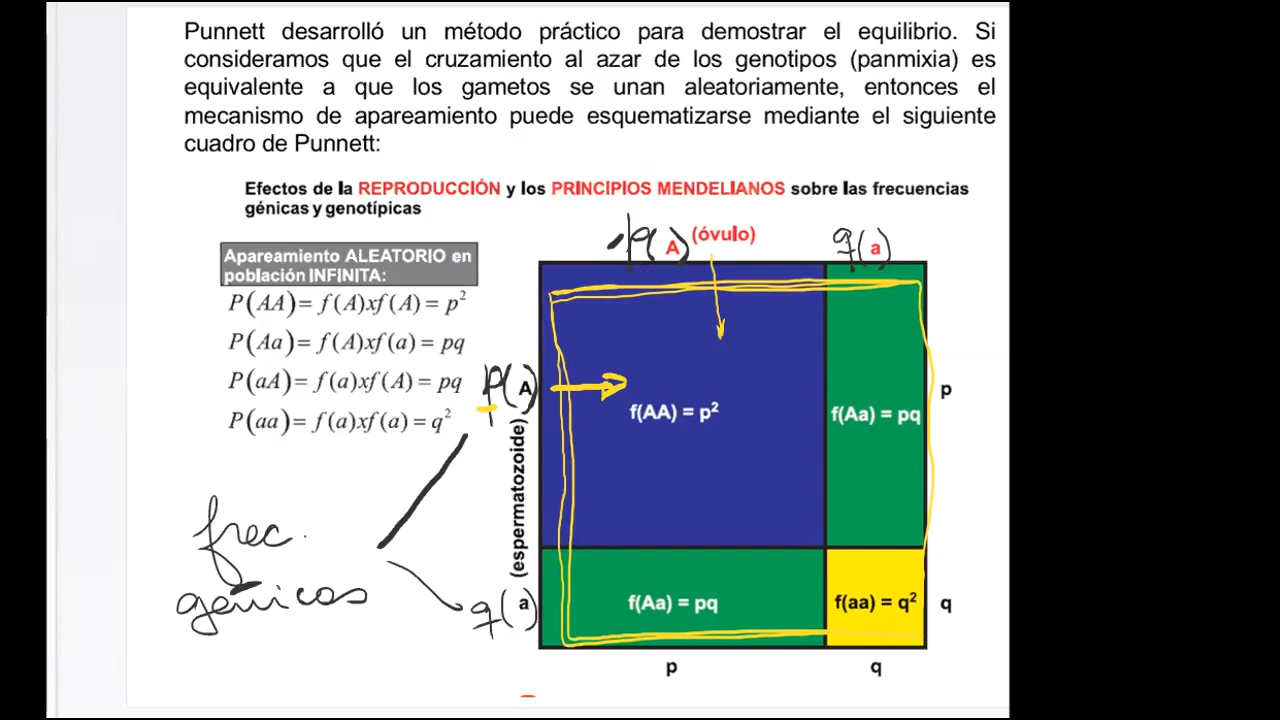 Punnett desarrolló un método práctico para demostrar el equilibrio. Si
consideramos que el cruzamiento al azar de los genotipos (panmixia) es
equivalente a que los gametos se unan aleatoriamente, entonces el
mecanismo de apareamiento puede esquematizarse mediante el siguiente
cuadro de Punnett:
Efectos de la REPRODUCCIÓN y los PRINCIPIOS MENDELIANOS sobre las frecuencias
génicas y genotípicas
Apareamiento ALEATORIO en
población INFINITA:
P(AA)= f(A)xf(A)= p²
P(Aa)= f(A)xf(a)= pq
P(aA)= f(a)xf(A)= pq
P(aa)= f(a)xf(a)= q²
p(A) (óvulo) q(a)
p(A)
(espermatozoide)
q(a)
f(AA) = p²
f(Aa) = pq
p
f(Aa) = pq
f(aa) = q²
q
p q
frec.
génicas